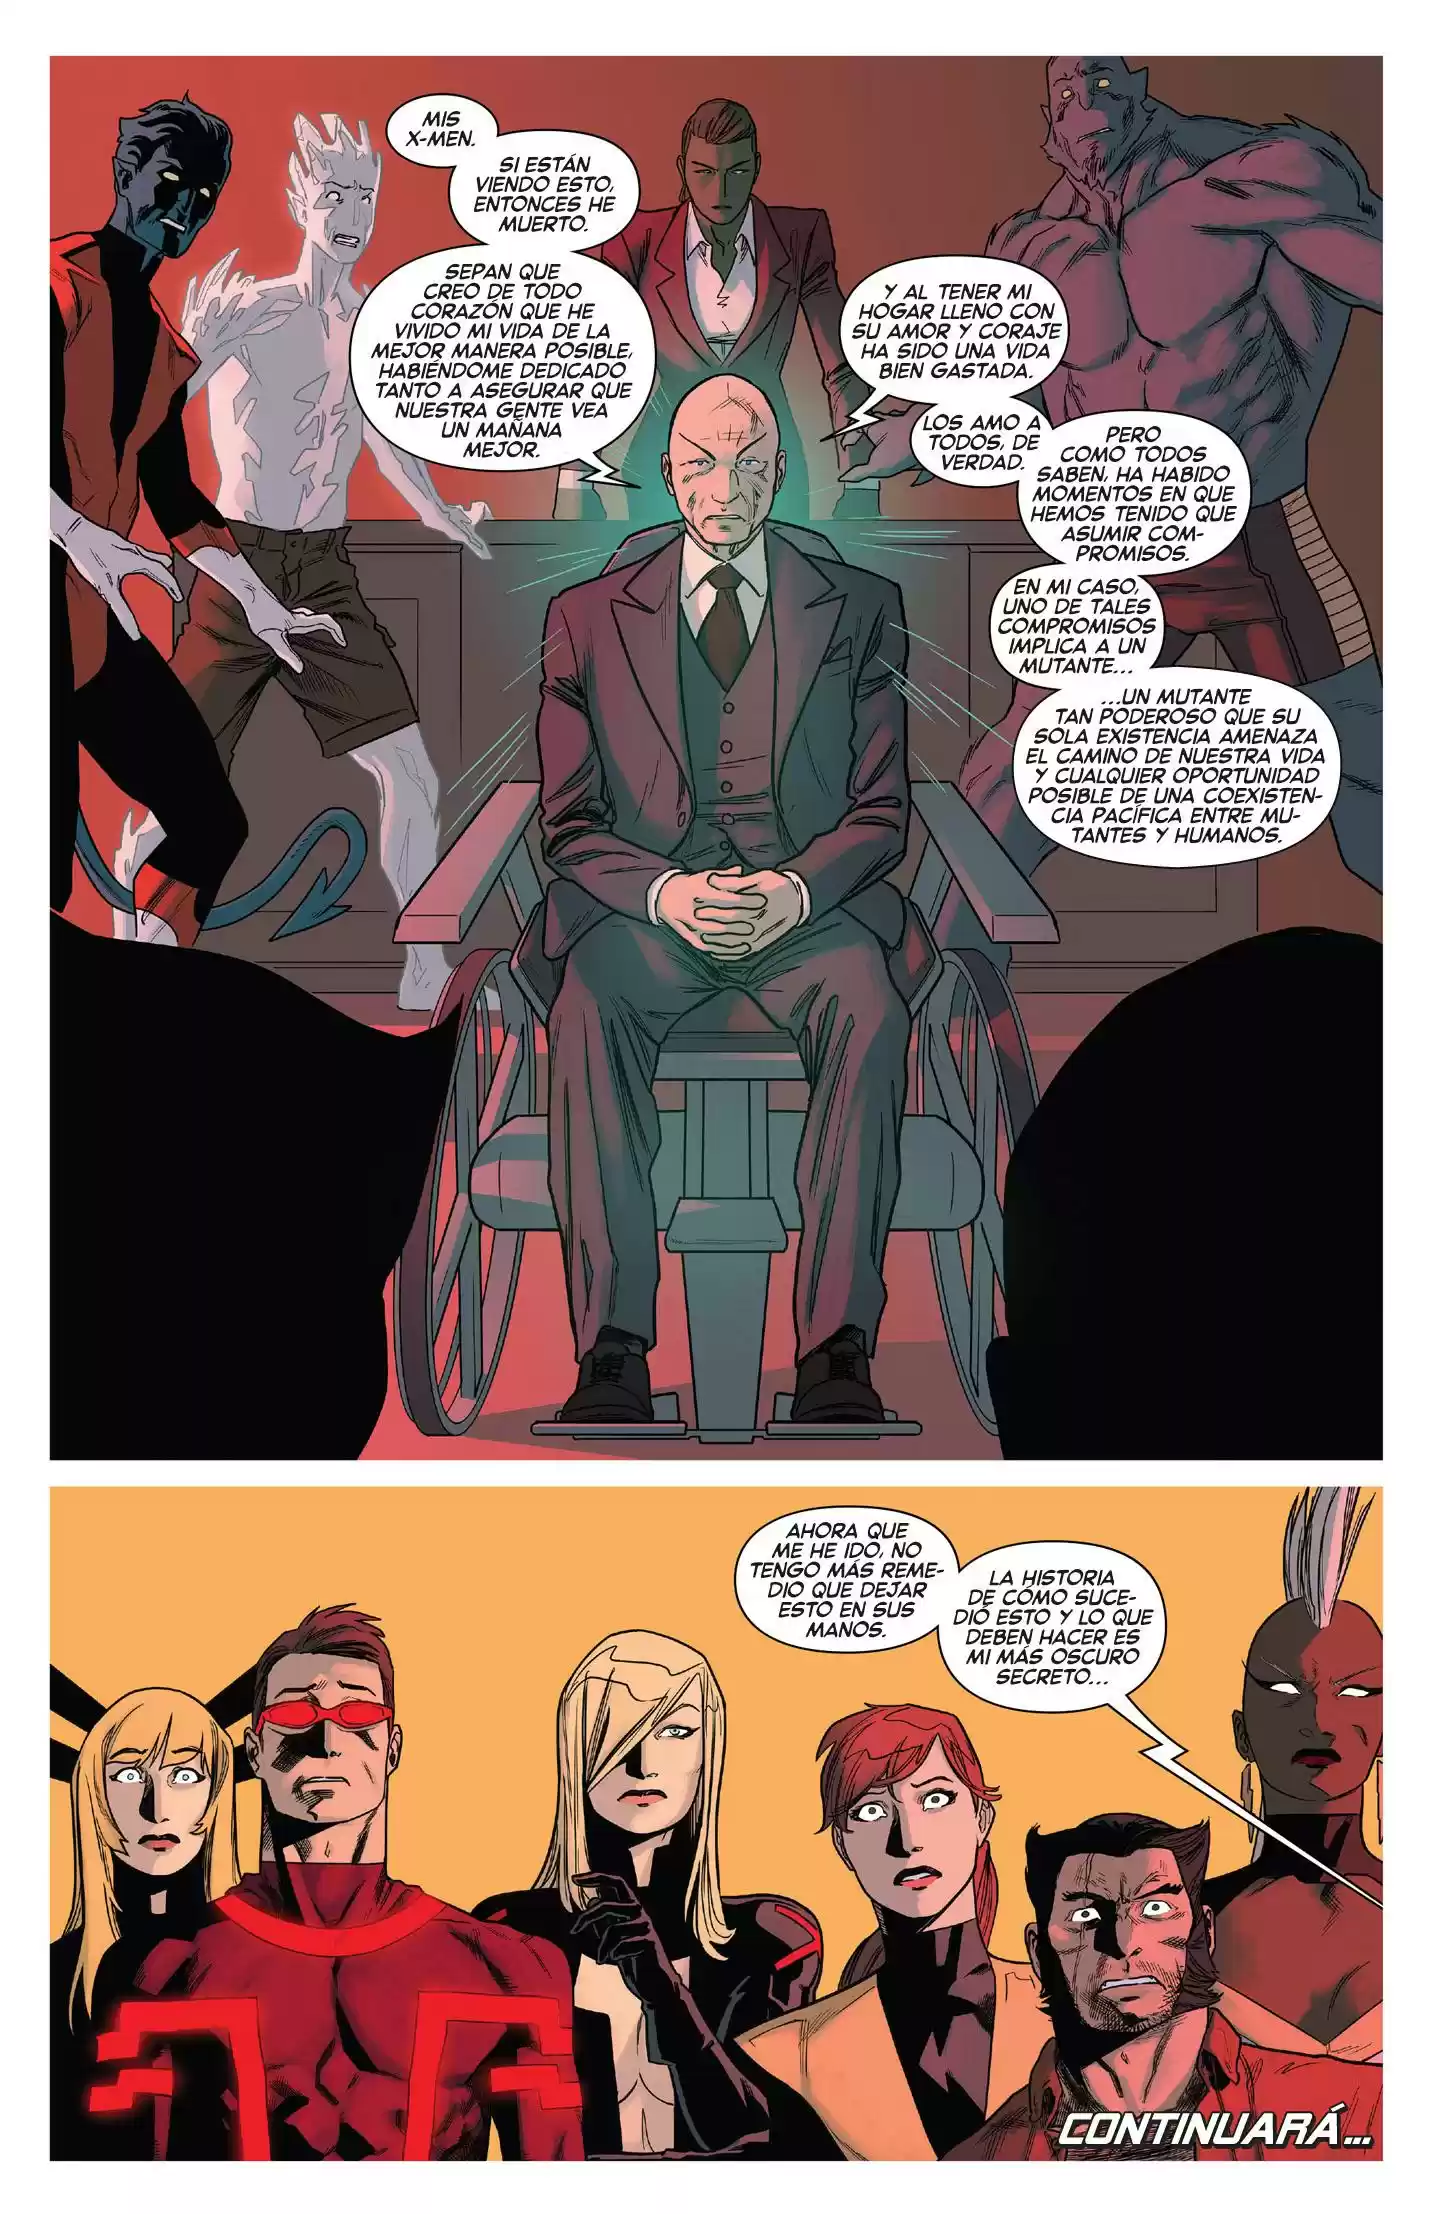 MIS
X-MEN.
SI ESTÁN
VIENDO ESTO,
ENTONCES HE
MUERTO.
SEPAN QUE
CREO DE TODO
CORAZÓN QUE HE
VIVIDO MI VIDA DE LA
MEJOR MANERA POSIBLE,
HABIÉNDOME DEDICADO
TANTO A ASEGURAR QUE
NUESTRA GENTE VEA
UN MAÑANA
MEJOR.
Y AL TENER MI
HOGAR LLENO CON
SU AMOR Y CORAJE
HA SIDO UNA VIDA
BIEN GASTADA.
LOS AMO A
TODOS, DE
VERDAD.
PERO
COMO TODOS
SABEN, HA HABIDO
MOMENTOS EN QUE
HEMOS TENIDO QUE
ASUMIR COM-
PROMISOS.
EN MI CASO,
UNO DE TALES
COMPROMISOS
IMPLICA A UN
MUTANTE...
...UN MUTANTE
TAN PODEROSO QUE SU
SOLA EXISTENCIA AMENAZA
EL CAMINO DE NUESTRA VIDA
Y CUALQUIER OPORTUNIDAD
POSIBLE DE UNA COEXISTEN-
CIA PACÍFICA ENTRE MU-
TANTES Y HUMANOS.
AHORA QUE
ME HE IDO, NO
TENGO MÁS REME-
DIO QUE DEJAR
ESTO EN SUS
MANOS.
LA HISTORIA
DE CÓMO SUCE-
DIÓ ESTO Y LO QUE
DEBEN HACER ES
MI MÁS OSCURO
SECRETO...
CONTINUARÁ...